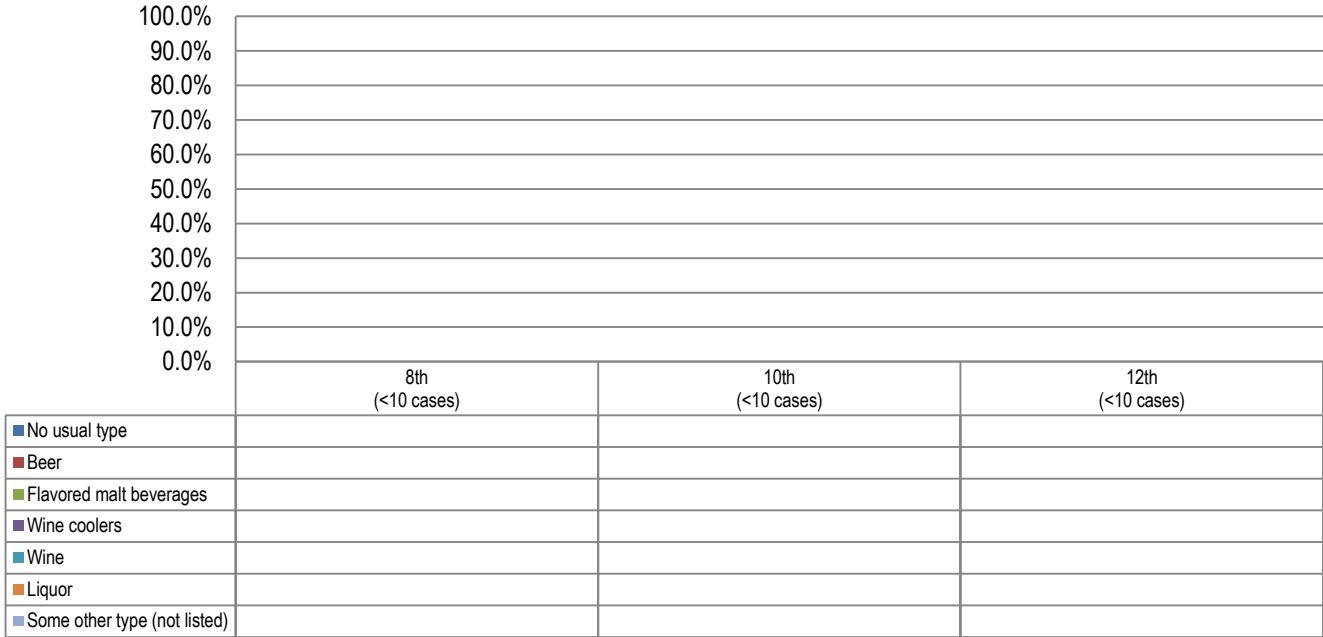 100.0%
90.0%
80.0%
70.0%
60.0%
50.0%
40.0%
30.0%
20.0%
10.0%
0.0%
8th 10th 12th
(<10 cases) (<10 cases) (<10 cases)
No usual type
Beer
Flavored malt beverages
Wine coolers
Wine
Liquor
Some other type (not listed)